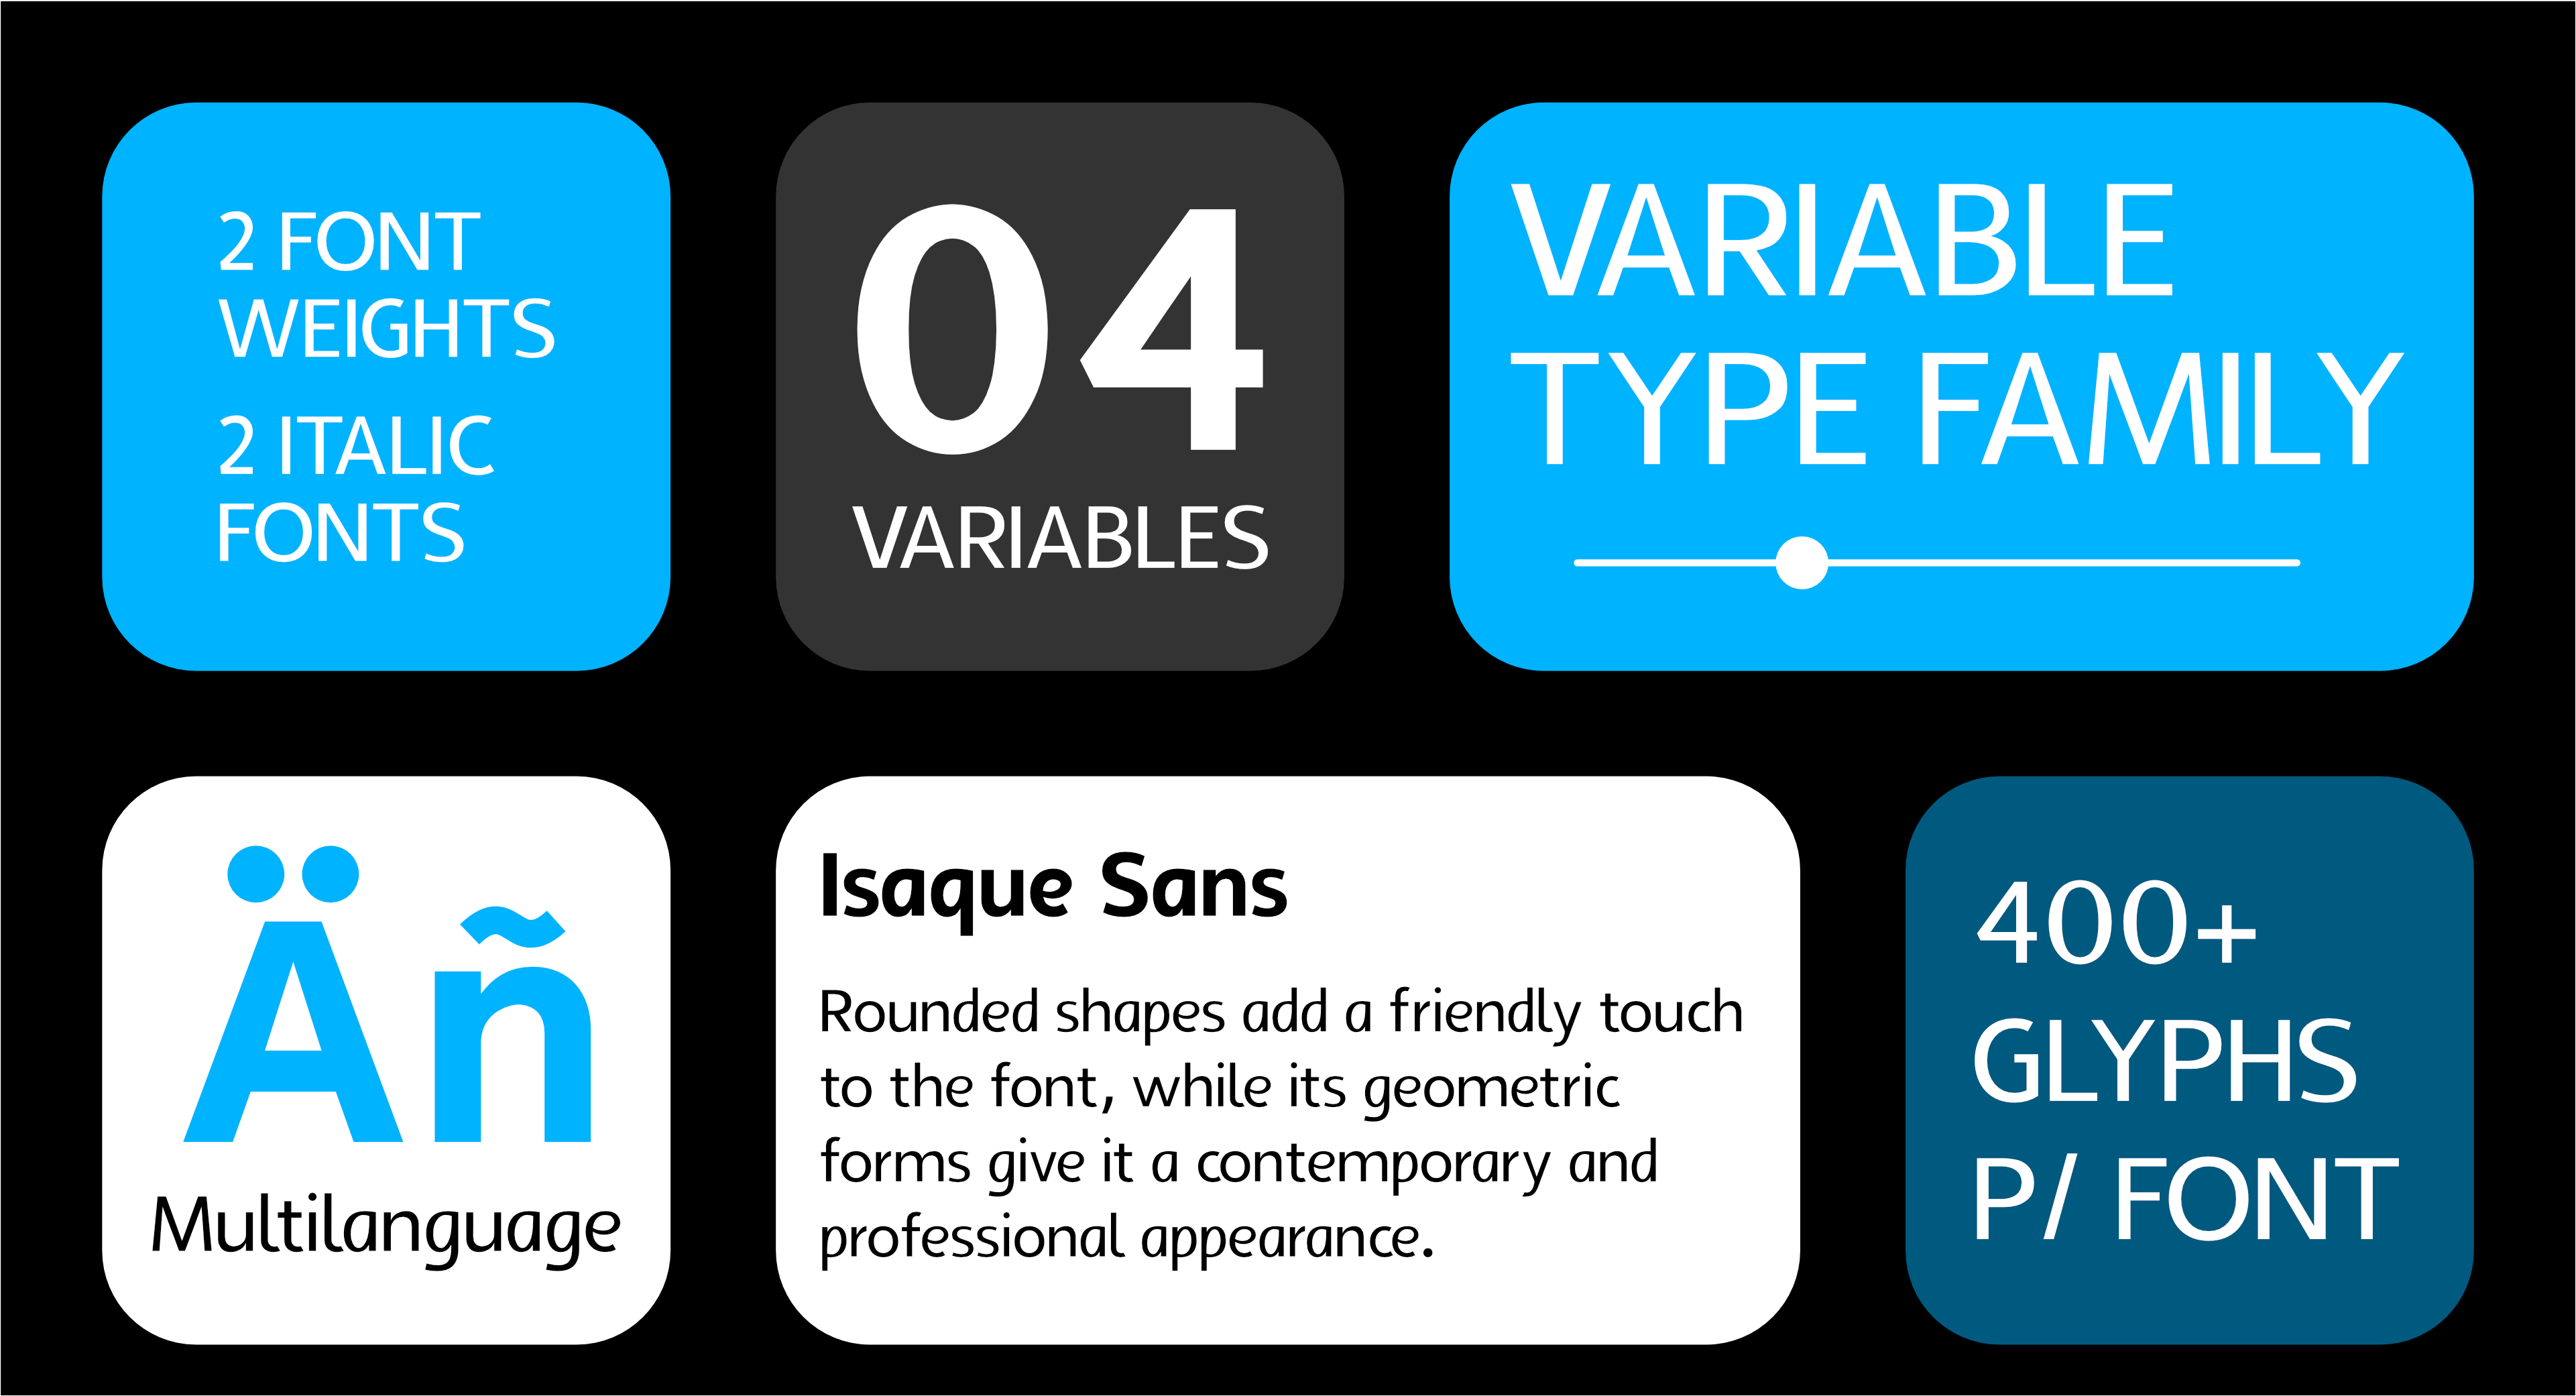 2 FONT
WEIGHTS
2 ITALIC
FONTS
04
VARIABLES
VARIABLE
TYPE FAMILY
Äñ
Multilanguage
Isaque Sans
Rounded shapes add a friendly touch
to the font, while its geometric
forms give it a contemporary and
professional appearance.
400+
GLYPHS
P/ FONT